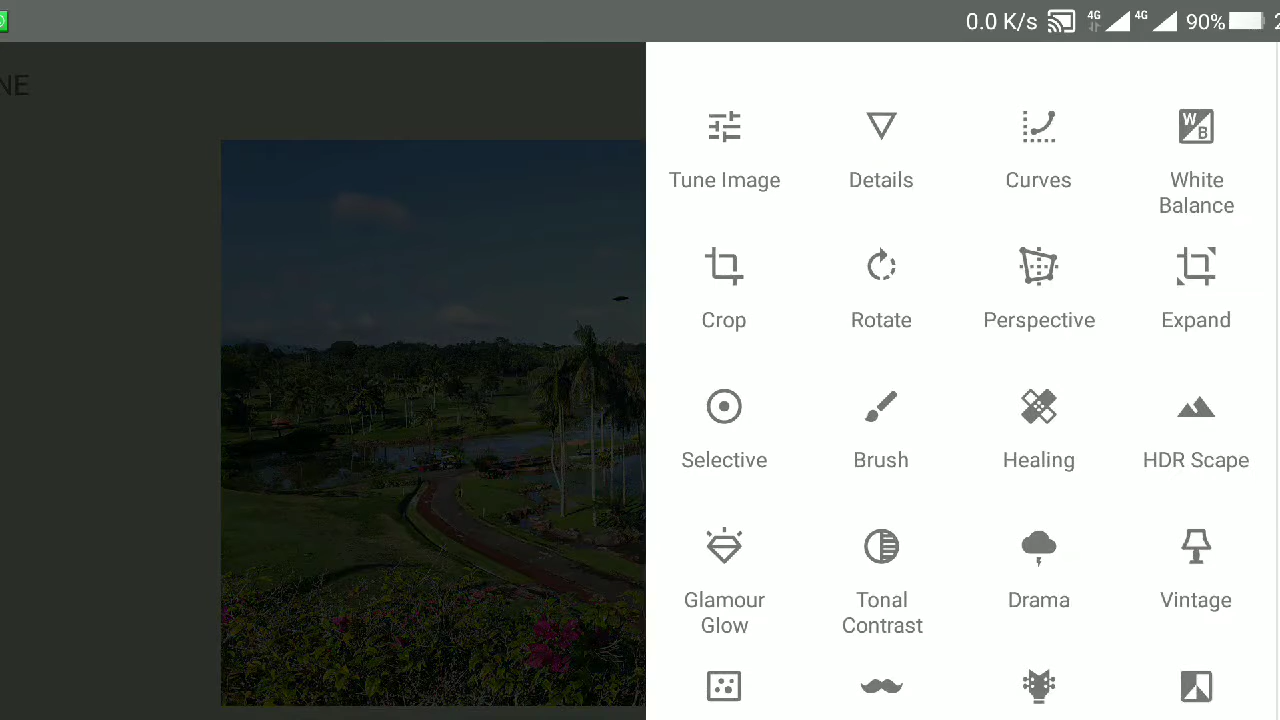 0.0 K/s 4G 4G 90% 2
NE
Tune Image Details Curves White Balance
Crop Rotate Perspective Expand
Selective Brush Healing HDR Scape
Glamour Glow Tonal Contrast Drama Vintage